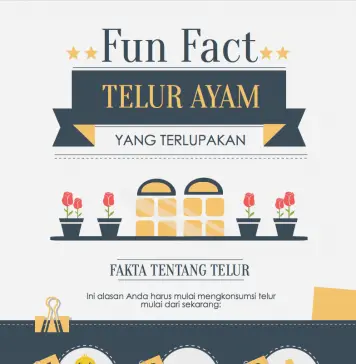 Fun Fact
TELUR AYAM
YANG TERLUPAKAN
FAKTA TENTANG TELUR
Ini alasan Anda harus mulai mengkonsumsi telur
mulai dari sekarang: